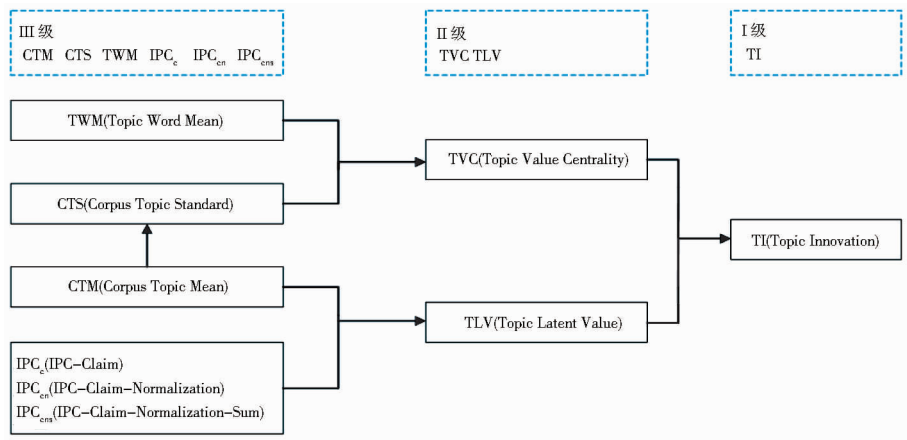 III 级
CTM CTS TWM IPC_c IPC_cn IPC_cns
II 级
TVC TLV
I 级
TI
TWM(Topic Word Mean)
CTS(Corpus Topic Standard)
CTM(Corpus Topic Mean)
IPC_c(IPC-Claim)
IPC_cn(IPC-Claim-Normalization)
IPC_cns(IPC-Claim-Normalization-Sum)
TVC(Topic Value Centrality)
TLV(Topic Latent Value)
TI(Topic Innovation)